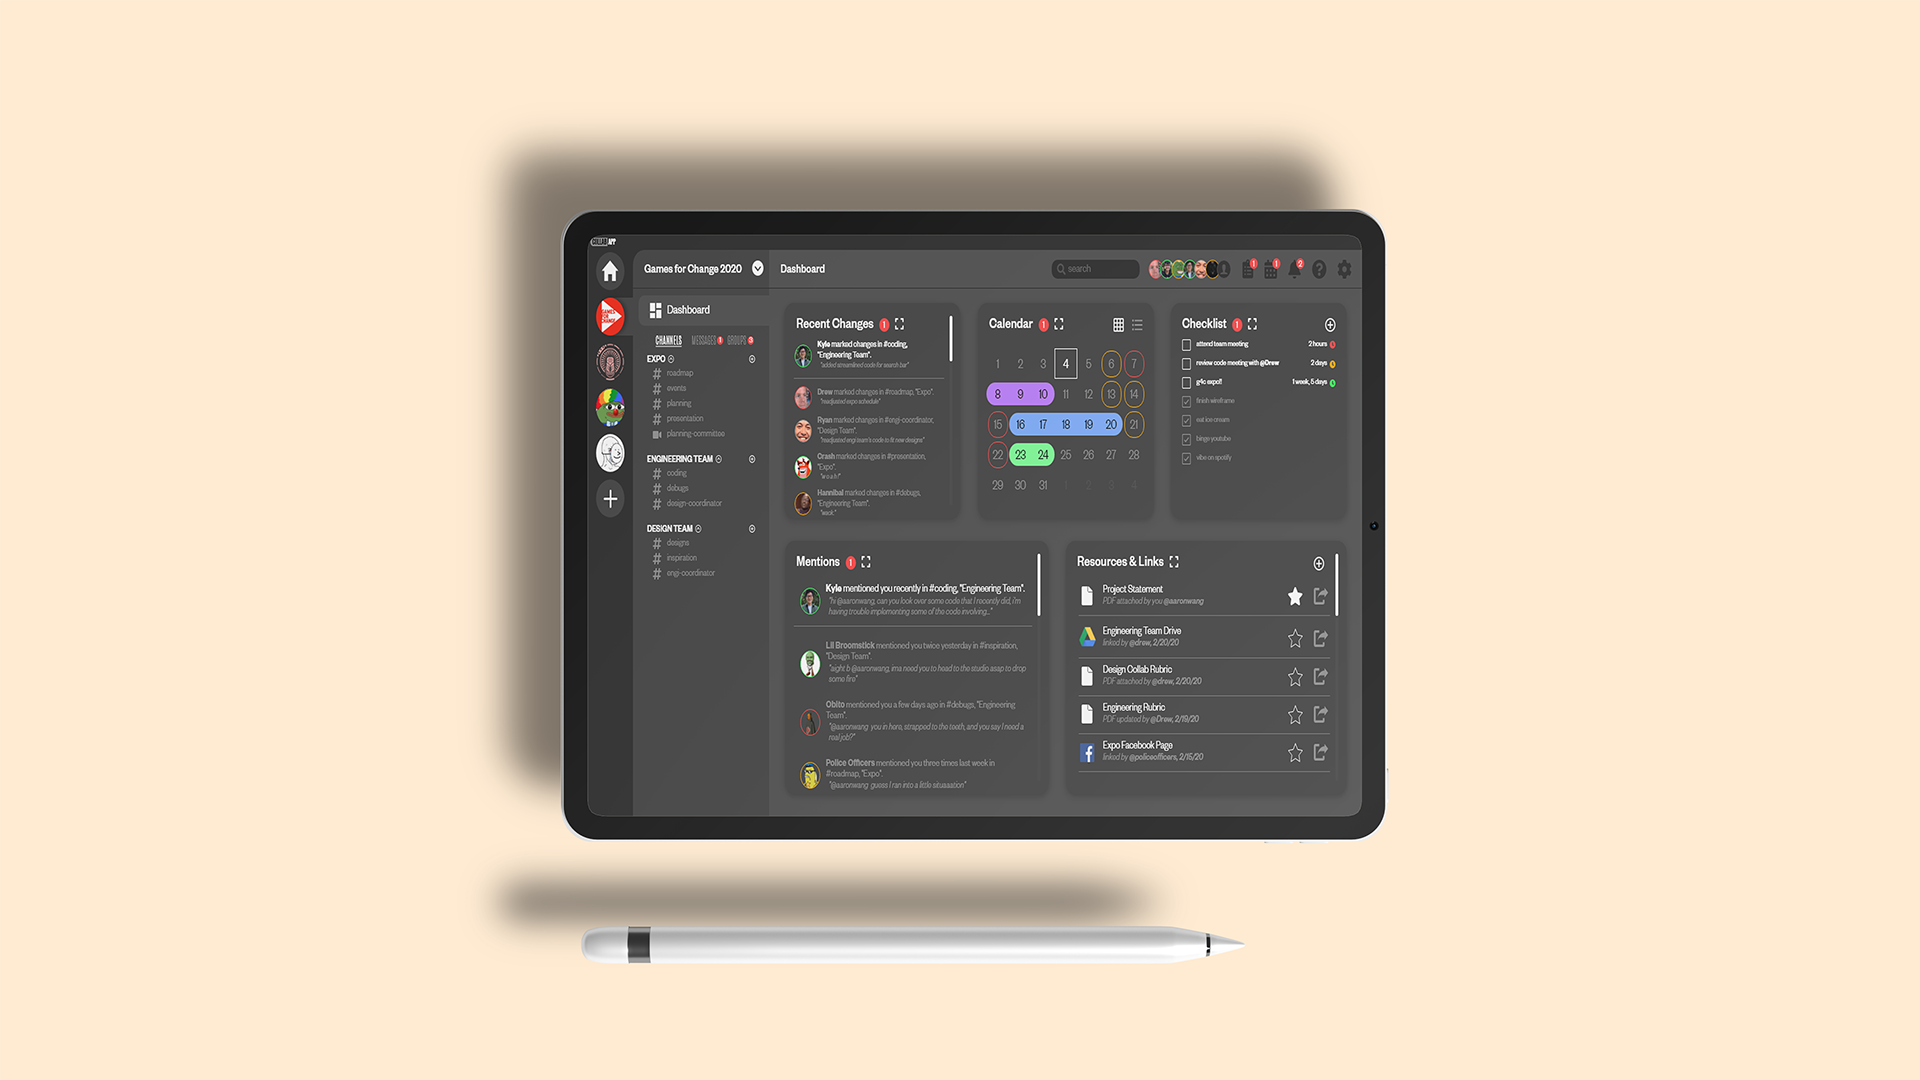 APP
Games for Change 2020
Dashboard
search
1
1
2
?
GAMES
FOR
CHANGE
Dashboard
CHANNELS MESSAGES 1 GROUPS 3
EXPO
# roadmap
# events
# planning
# presentation
planning-committee
ENGINEERING TEAM
# coding
# debugs
# design-coordinator
DESIGN TEAM
# designs
# inspiration
# engi-coordinator
Recent Changes 1
Kyle marked changes in #coding,
"Engineering Team".
"added streamlined code for search bar"
Drew marked changes in #roadmap, "Expo".
"readjusted expo schedule"
Ryan marked changes in #engi-coordinator,
"Design Team".
"readjusted engi team's code to fit new designs"
Crash marked changes in #presentation,
"Expo".
"w o a h!"
Hannibal marked changes in #debugs,
"Engineering Team".
Calendar 1
1 2 3 4 5 6 7
8 9 10 11 12 13 14
15 16 17 18 19 20 21
22 23 24 25 26 27 28
29 30 31 1 2 3 4
Checklist 1
attend team meeting 2 hours
review code meeting with @Drew 2 days
g4c expo!! 1 week, 5 days
finish wireframe
eat ice cream
binge youtube
vibe on spotify
Mentions 1
Kyle mentioned you recently in #coding, "Engineering Team".
"hi @aaronwang, can you look over some code that I recently did, i'm
having trouble implementing some of the code involving..."
Lil Broomstick mentioned you twice yesterday in #inspiration,
"Design Team".
"aight b @aaronwang, ima need you to head to the studio asap to drop
some fire"
Obito mentioned you a few days ago in #debugs, "Engineering
Team".
"@aaronwang you in here, strapped to the teeth, and you say I need a
real job?"
Police Officers mentioned you three times last week in
#roadmap, "Expo".
"@aaronwang guess I ran into a little situaaation"
Resources & Links
Project Statement
PDF attached by you @aaronwang
Engineering Team Drive
linked by @drew, 2/20/20
Design Collab Rubric
PDF attached by @drew, 2/20/20
Engineering Rubric
PDF updated by @Drew, 2/19/20
Expo Facebook Page
linked by @policeofficers, 2/15/20